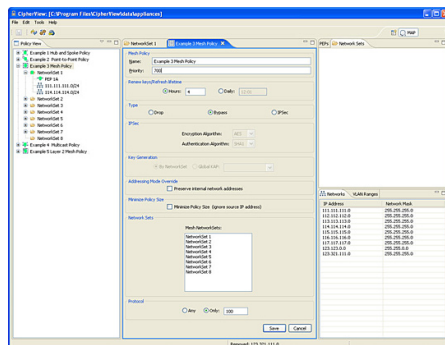 CipherView: [C:\Program Files\CipherView\data\appliances]
File Edit Tools Help
MAP
Policy View
Example 1 Hub and Spoke Policy
Example 2 Point-to-Point Policy
Example 3 Mesh Policy
NetworkSet 1
PEP 1A
111.111.111.0/24
114.114.114.0/24
NetworkSet 2
NetworkSet 3
NetworkSet 4
NetworkSet 5
NetworkSet 6
NetworkSet 7
NetworkSet 8
Example 4 Multicast Policy
Example 5 Layer 2 Mesh Policy
NetworkSet 1
Example 3 Mesh Policy
Mesh Policy
Name: Example 3 Mesh Policy
Priority: 700
Renew keys/Refresh lifetime
Hours: 4 Daily:
Type
Drop Bypass IPSec
IPSec
Encryption Algorithm: AES
Authentication Algorithm:
Key Generation
By NetworkSet Global PAP:
Addressing Mode Override
Preserve internal network addresses
Minimize Policy Size
Minimize Policy Size (ignore source IP address)
Network Sets
Mesh NetworkSets:
NetworkSet 1
NetworkSet 2
NetworkSet 3
NetworkSet 4
NetworkSet 5
NetworkSet 6
NetworkSet 7
NetworkSet 8
Protocol
Any Only: 100
Save Cancel
PEPs Network Sets
Networks VLAN Ranges
IP Address Network Mask
111.111.111.0 255.255.255.0
112.112.112.0 255.255.255.0
113.113.113.0 255.255.255.0
114.114.114.0 255.255.255.0
115.115.115.0 255.255.255.0
116.116.116.0 255.255.255.0
117.117.117.0 255.255.255.0
123.123.0.0 255.255.0.0
123.321.111.0 255.255.255.0
Removed: 123.321.111.0